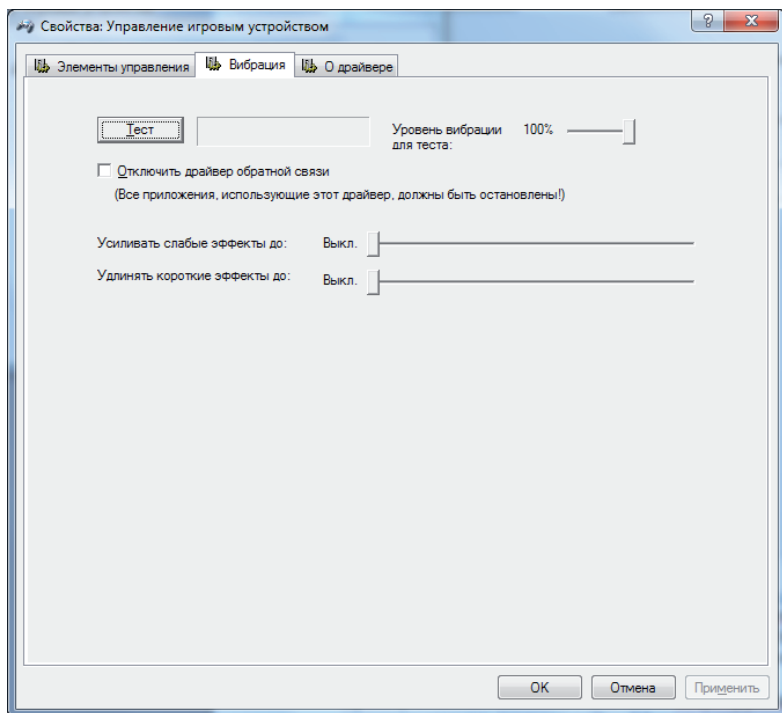 Свойства: Управление игровым устройством
Элементы управления
Вибрация
О драйвере
Тест
Уровень вибрации 100%
для теста:
Отключить драйвер обратной связи
(Все приложения, использующие этот драйвер, должны быть остановлены!)
Усиливать слабые эффекты до: Выкл.
Удлинять короткие эффекты до: Выкл.
OK
Отмена
Применить